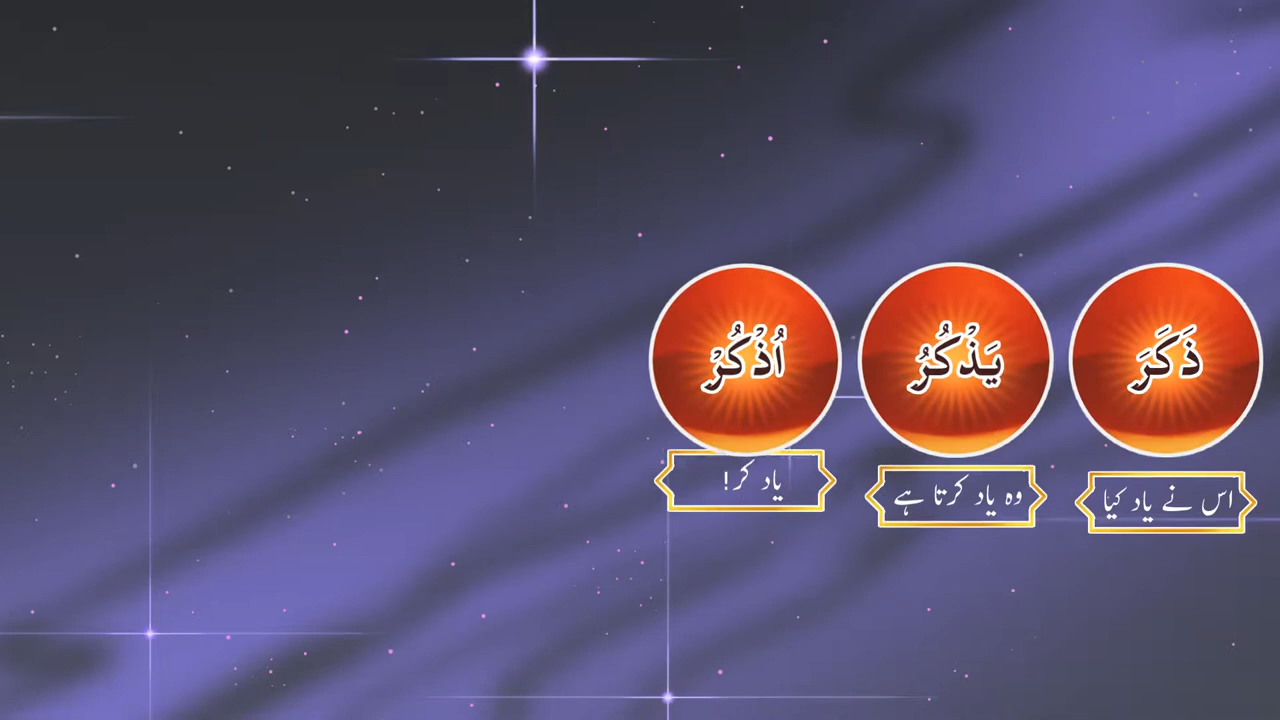 ذَكَرَ
يَذْكُرُ
اُذْكُرْ
اس نے یاد کیا
وہ یاد کرتا ہے
یاد کر!